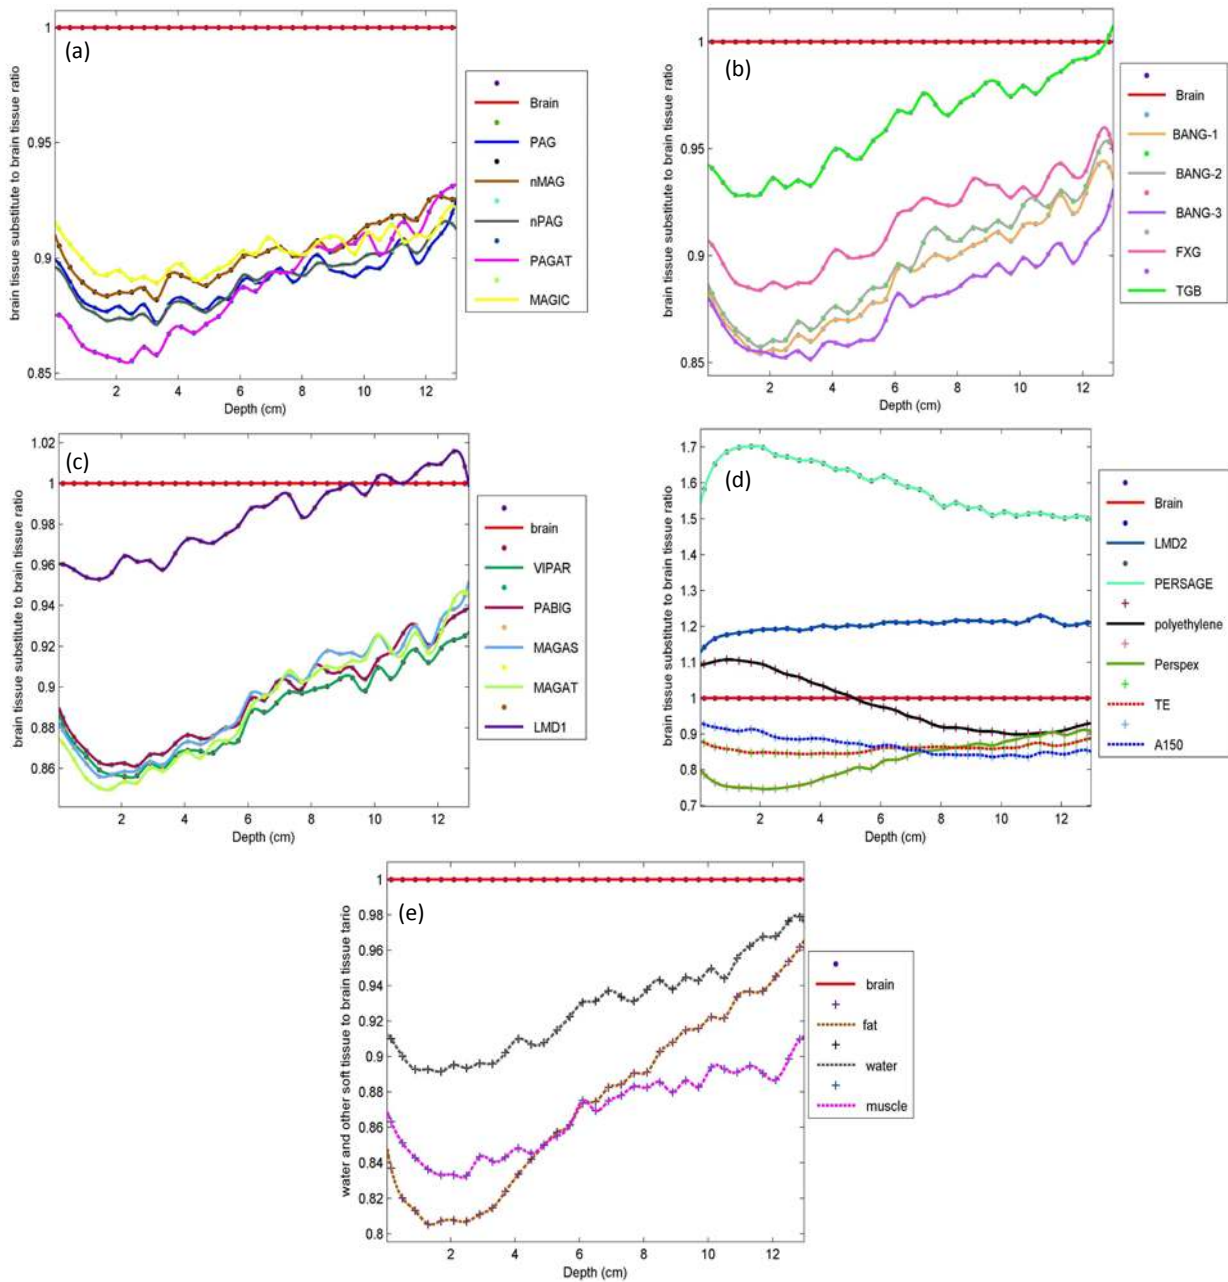 (a)
brain tissue substitute to brain tissue ratio
1
0.95
0.9
0.85
2 4 6 8 10 12
Depth (cm)
Brain
PAG
nMAG
nPAG
PAGAT
MAGIC
(b)
brain tissue substitute to brain tissue ratio
1
0.95
0.9
0.85
2 4 6 8 10 12
Depth (cm)
Brain
BANG-1
BANG-2
BANG-3
FXG
TGB
(c)
brain tissue substitute to brain tissue ratio
1.02
1
0.98
0.96
0.94
0.92
0.9
0.88
0.86
2 4 6 8 10 12
Depth (cm)
brain
VIPAR
PABIG
MAGAS
MAGAT
LMD1
(d)
brain tissue substitute to brain tissue ratio
1.7
1.6
1.5
1.4
1.3
1.2
1.1
1
0.9
0.8
0.7
0 2 4 6 8 10 12
Depth (cm)
Brain
LMD2
PERSAGE
polyethylene
Perspex
TE
A150
(e)
water and other soft tissue to brain tissue tario
1
0.98
0.96
0.94
0.92
0.9
0.88
0.86
0.84
0.82
0.8
2 4 6 8 10 12
Depth (cm)
brain
fat
water
muscle